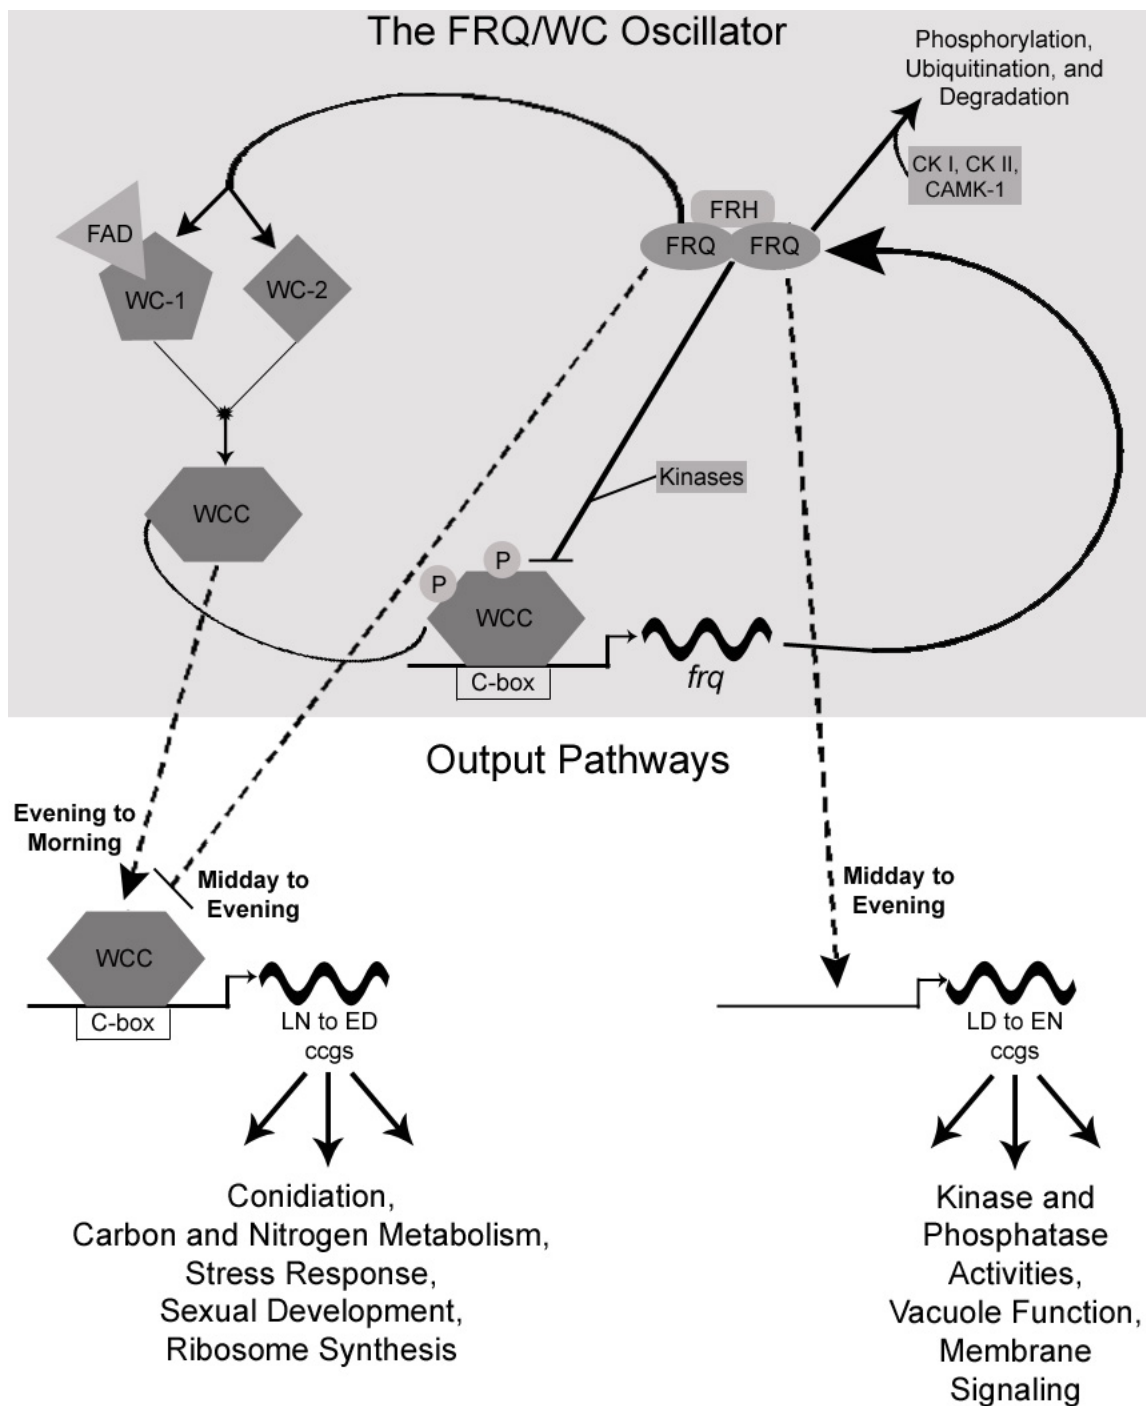 The FRQ/WC Oscillator
Phosphorylation,
Ubiquitination, and
Degradation
CK I, CK II,
CAMK-1
FRH
FRQ
FRQ
FAD
WC-1
WC-2
WCC
Kinases
P
P
WCC
C-box
frq
Output Pathways
Evening to
Morning
Midday to
Evening
Midday to
Evening
WCC
C-box
LN to ED
ccgs
LD to EN
ccgs
Conidiation,
Carbon and Nitrogen Metabolism,
Stress Response,
Sexual Development,
Ribosome Synthesis
Kinase and
Phosphatase
Activities,
Vacuole Function,
Membrane
Signaling